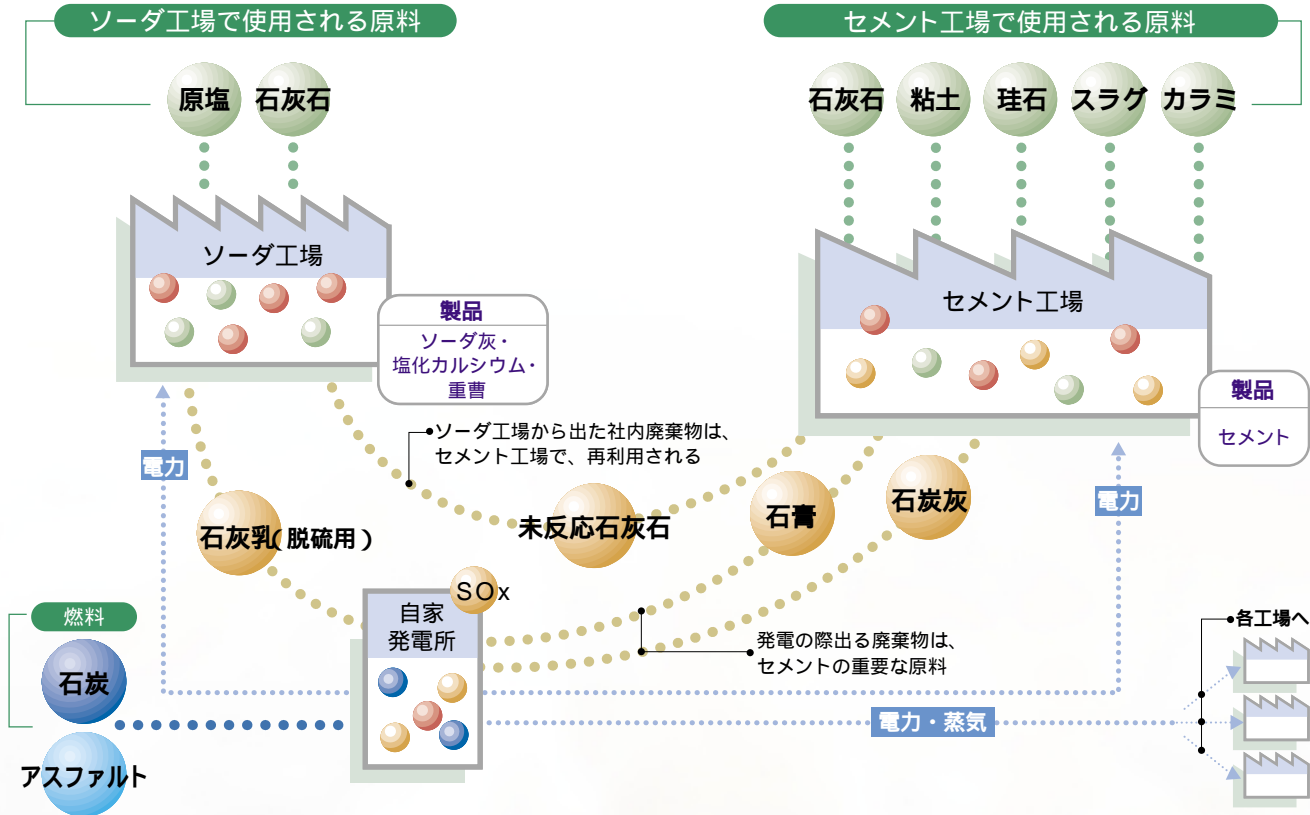 ソーダ工場で使用される原料
セメント工場で使用される原料
原塩
石灰石
石灰石
粘土
珪石
スラグ
カラミ
ソーダ工場
製品
ソーダ灰・
塩化カルシウム・
重曹
セメント工場
製品
セメント
ソーダ工場から出た社内廃棄物は、
セメント工場で、再利用される
電力
電力
石灰乳(脱硫用)
未反応石灰石
石膏
石炭灰
SOx
自家
発電所
発電の際出る廃棄物は、
セメントの重要な原料
燃料
石炭
アスファルト
電力・蒸気
各工場へ